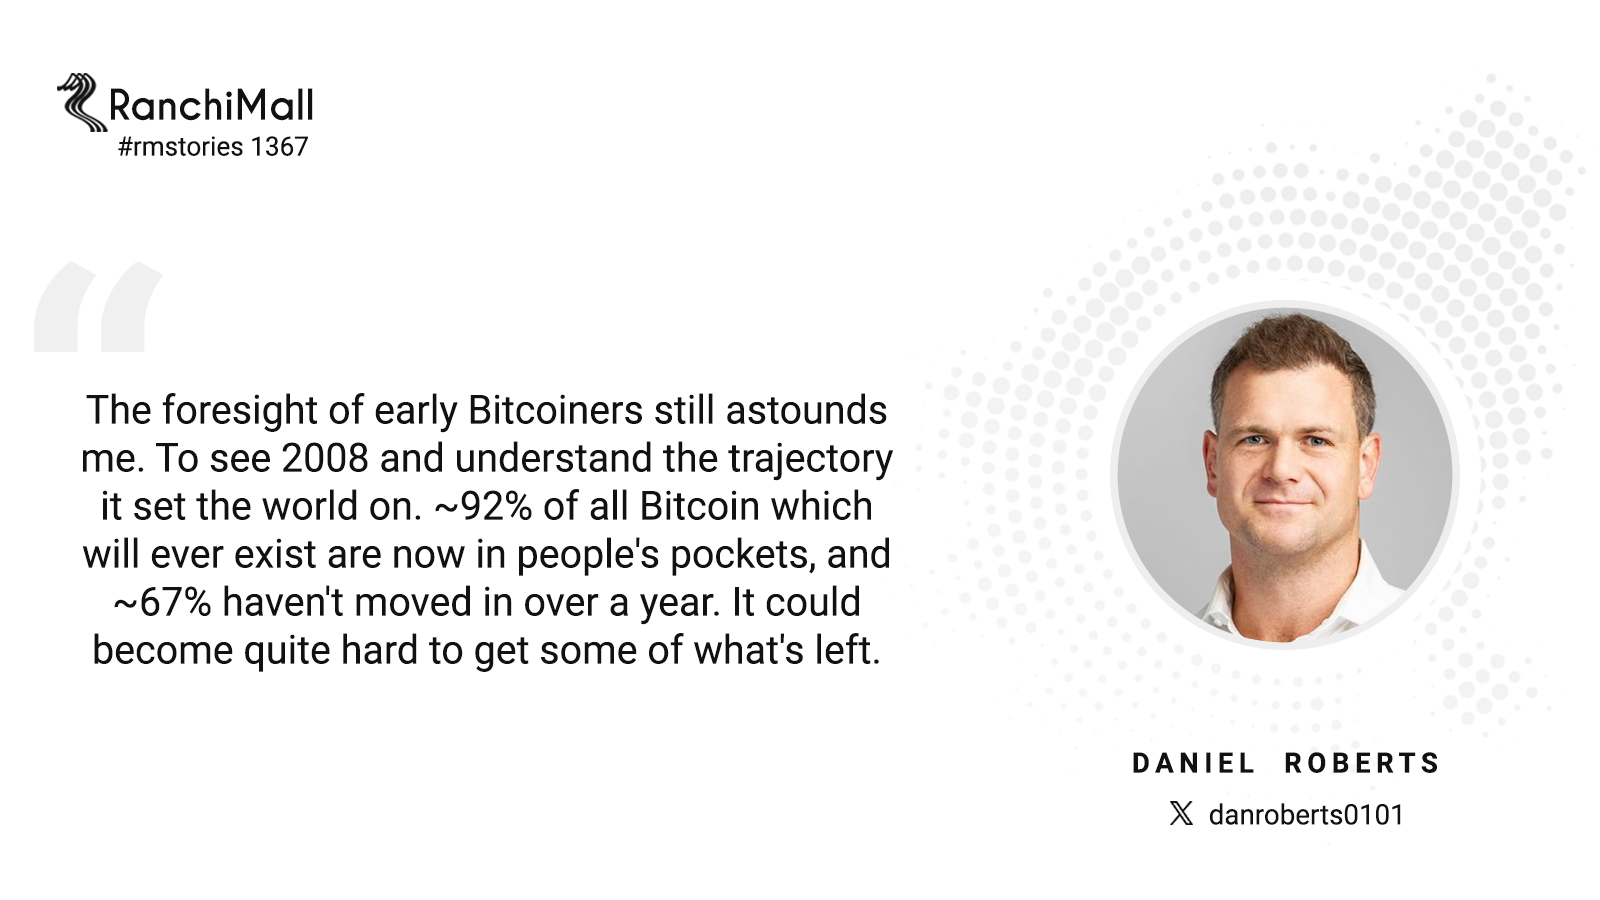 RanchiMall
#rmstories 1367
“
The foresight of early Bitcoiners still astounds
me. To see 2008 and understand the trajectory
it set the world on. ~92% of all Bitcoin which
will ever exist are now in people's pockets, and
~67% haven't moved in over a year. It could
become quite hard to get some of what's left.
DANIEL ROBERTS
𝕏 danroberts0101